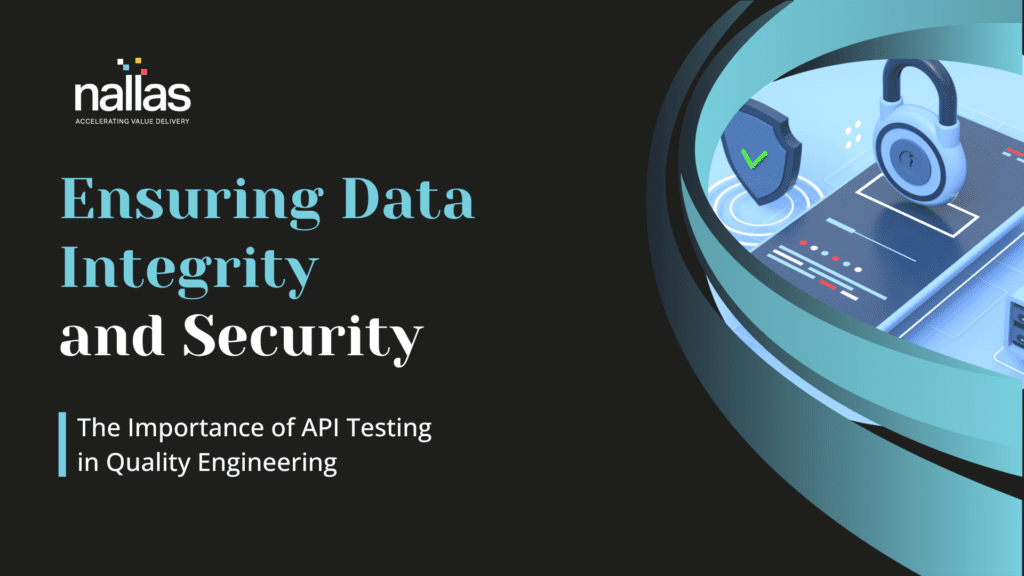 nallas
ACCELERATING VALUE DELIVERY
Ensuring Data
Integrity
and Security
The Importance of API Testing
in Quality Engineering